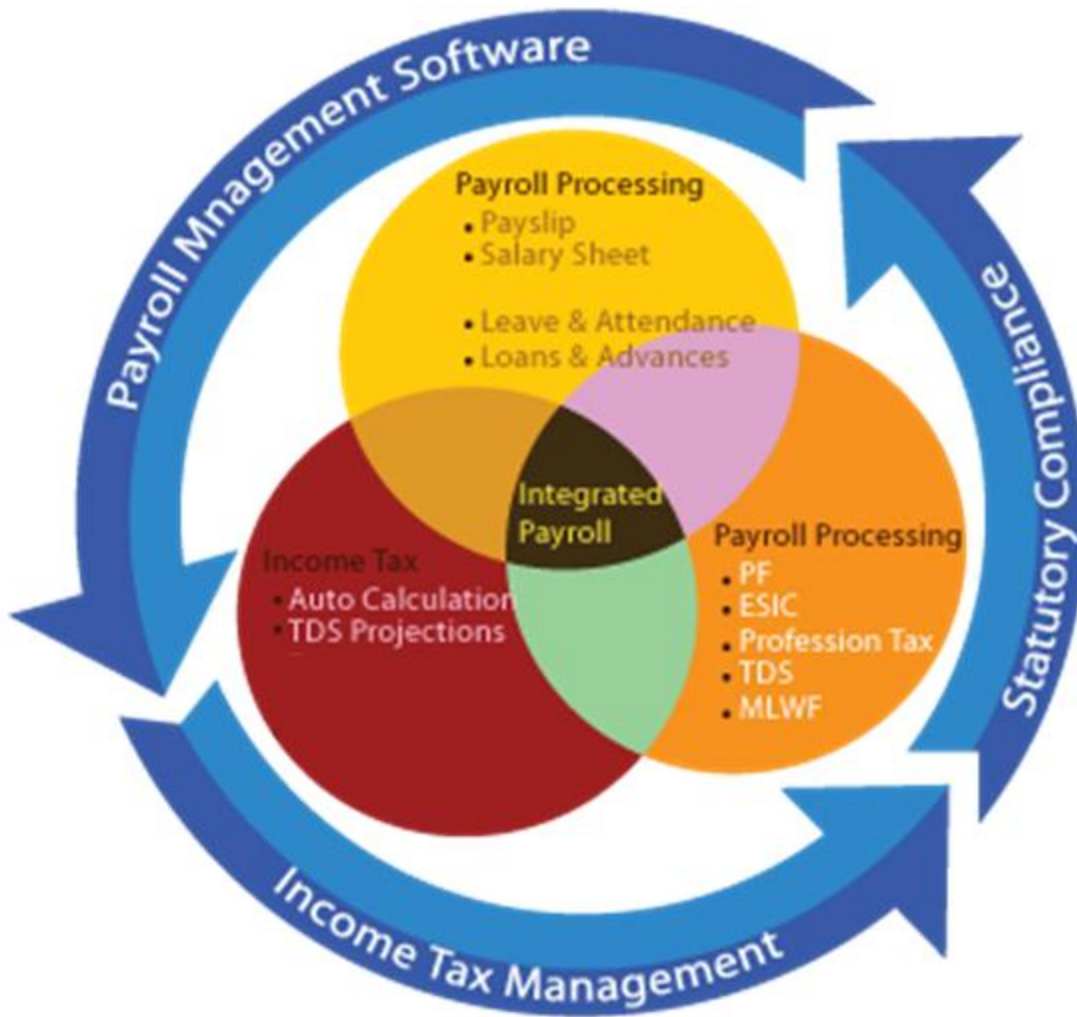 Payroll Mnagement Software
Payroll Processing
• Payslip
• Salary Sheet
• Leave & Attendance
• Loans & Advances
Statutory Compliance
Integrated
Payroll
Payroll Processing
• PF
• ESIC
• Profession Tax
• TDS
• MLWF
Income Tax
• Auto Calculation
• TDS Projections
Income Tax Management